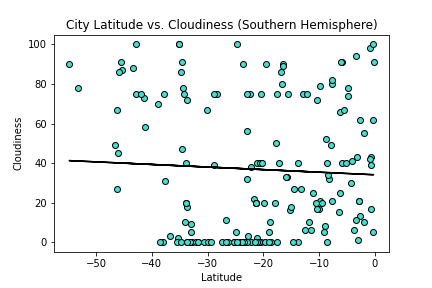 City Latitude vs. Cloudiness (Southern Hemisphere)
100
80
60
40
20
0
Cloudiness
−50 −40 −30 −20 −10 0
Latitude